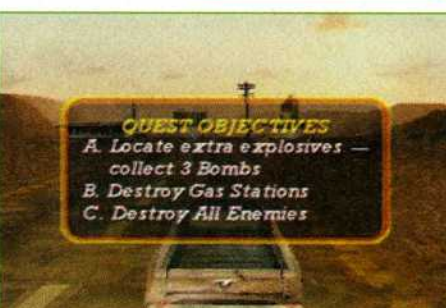 QUEST OBJECTIVES
A. Locate extra explosives —
collect 3 Bombs
B. Destroy Gas Stations
C. Destroy All Enemies